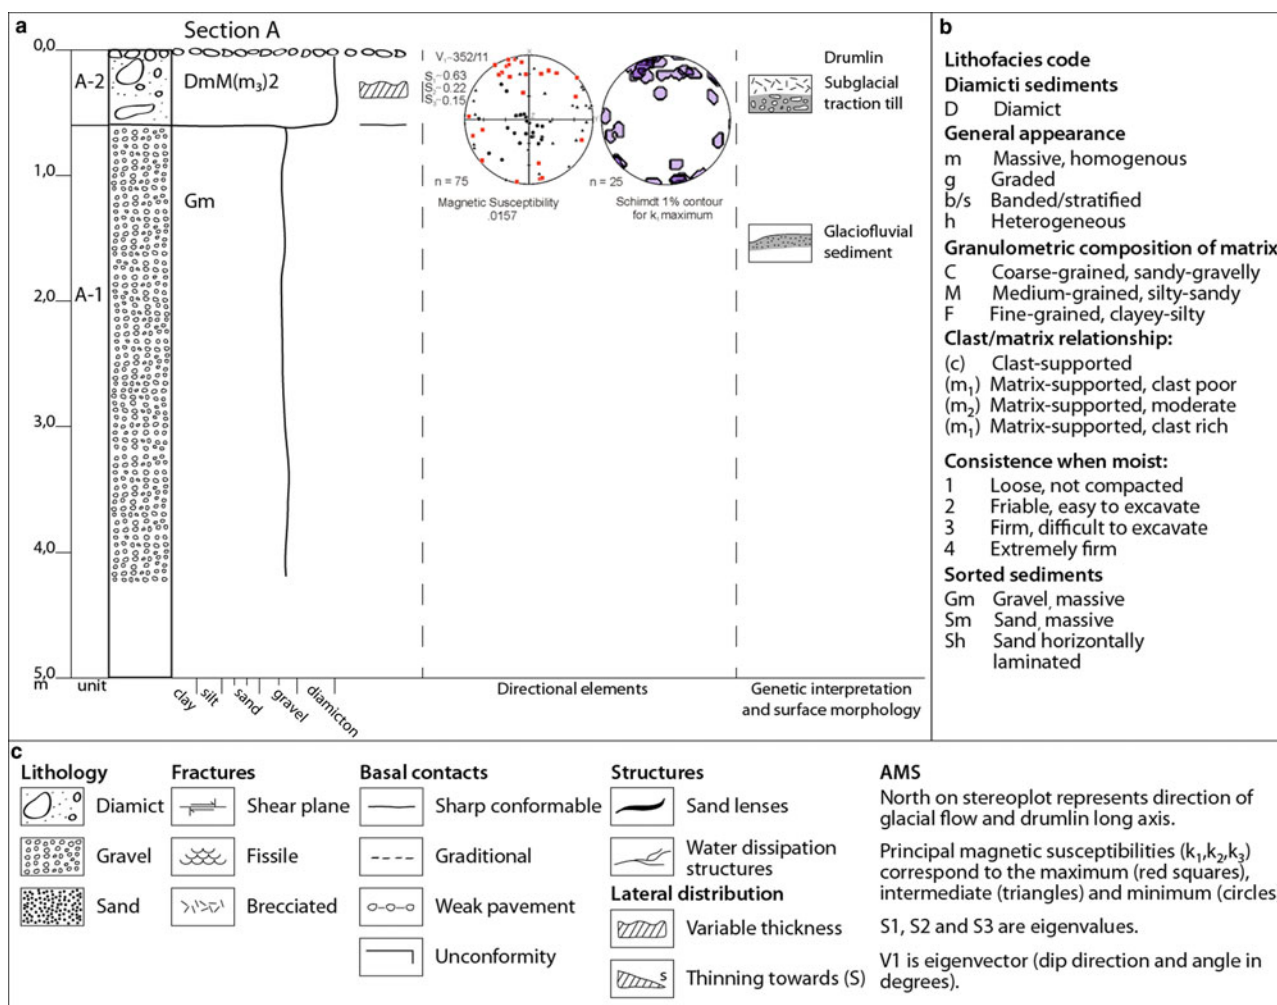 a
Section A
0,0
1,0
2,0
3,0
4,0
5,0
m
unit
A-2
A-1
DmM(m₃)2
Gm
clay
silt
sand
gravel
diamicton
V₁-352/11
S₁-0.63
S₂-0.22
S₃-0.15
n = 75
Magnetic Susceptibility
.0157
n = 25
Schimdt 1% contour
for k₁ maximum
Directional elements
Drumlin
Subglacial
traction till
Glaciofluvial
sediment
Genetic interpretation
and surface morphology
b
Lithofacies code
Diamicti sediments
D Diamict
General appearance
m Massive, homogenous
g Graded
b/s Banded/stratified
h Heterogeneous
Granulometric composition of matrix
C Coarse-grained, sandy-gravelly
M Medium-grained, silty-sandy
F Fine-grained, clayey-silty
Clast/matrix relationship:
(c) Clast-supported
(m₁) Matrix-supported, clast poor
(m₂) Matrix-supported, moderate
(m₁) Matrix-supported, clast rich
Consistence when moist:
1 Loose, not compacted
2 Friable, easy to excavate
3 Firm, difficult to excavate
4 Extremely firm
Sorted sediments
Gm Gravel, massive
Sm Sand, massive
Sh Sand horizontally
laminated
c
Lithology
Diamict
Gravel
Sand
Fractures
Shear plane
Fissile
Brecciated
Basal contacts
Sharp conformable
Graditional
Weak pavement
Unconformity
Structures
Sand lenses
Water dissipation
structures
Lateral distribution
Variable thickness
s
Thinning towards (S)
AMS
North on stereoplot represents direction of
glacial flow and drumlin long axis.
Principal magnetic susceptibilities (k₁,k₂,k₃)
correspond to the maximum (red squares),
intermediate (triangles) and minimum (circles
S1, S2 and S3 are eigenvalues.
V1 is eigenvector (dip direction and angle in
degrees).